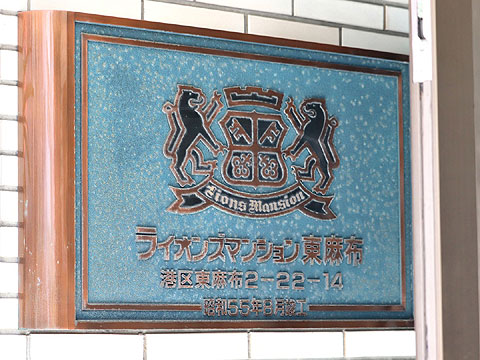 Lions Mansion
ライオンズマンション東麻布
港区東麻布2-22-14
昭和55年6月竣工